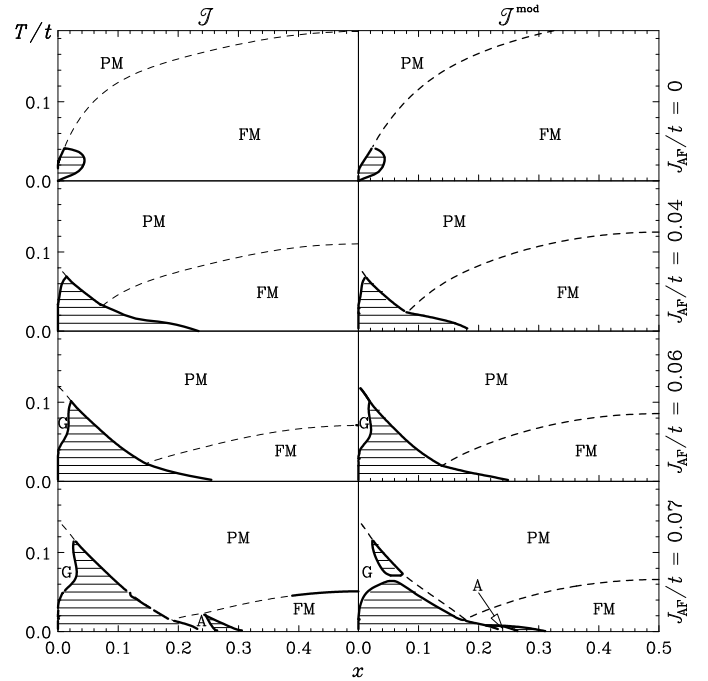 𝒥 𝒥ᵐᵒᵈ
T/t
PM PM
0.1
FM FM
0.0
J_AF/t = 0
PM PM
0.1
FM FM
0.0
J_AF/t = 0.04
PM PM
0.1
G G
FM FM
0.0
J_AF/t = 0.06
PM PM
0.1
G G
A
A FM FM
0.0
J_AF/t = 0.07
0.0 0.1 0.2 0.3 0.4 0.0 0.1 0.2 0.3 0.4 0.5
x